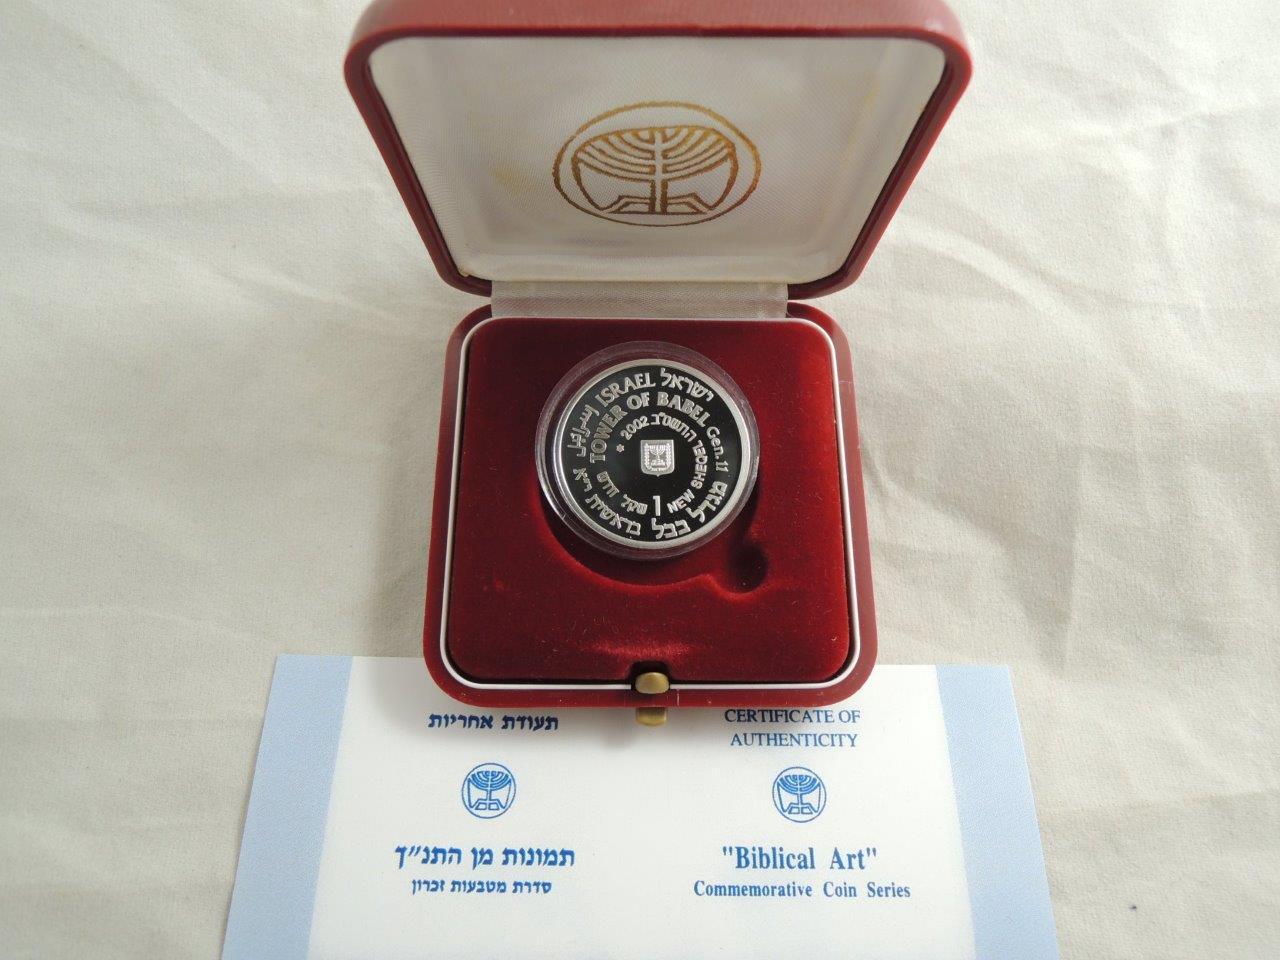 ישראל ISRAEL اسرائيل
TOWER OF BABEL Gen. 11
מגדל בבל בראשית י״א
* 2002 התשס״ב
1 NEW SHEQEL
שקל חדש
תעודת אחריות
CERTIFICATE OF
AUTHENTICITY
תמונות מן התנ״ך
סדרת מטבעות זכרון
"Biblical Art"
Commemorative Coin Series